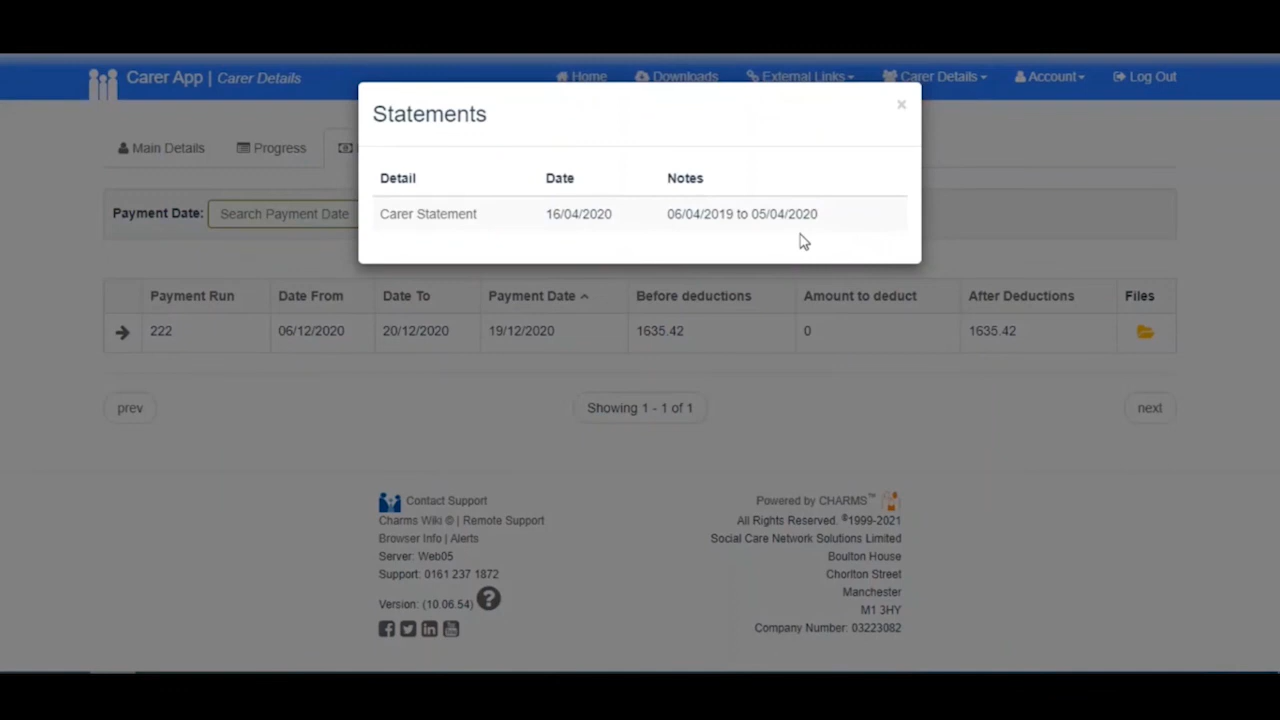 Carer App | Carer Details
Home Downloads External Links Carer Details Account Log Out
Statements ×
Detail Date Notes
Carer Statement 16/04/2020 06/04/2019 to 05/04/2020
Main Details Progress
Payment Date: Search Payment Date
Payment Run Date From Date To Payment Date Before deductions Amount to deduct After Deductions Files
222 06/12/2020 20/12/2020 19/12/2020 1635.42 0 1635.42
prev Showing 1 - 1 of 1 next
Contact Support
Charms Wiki © | Remote Support
Browser Info | Alerts
Server: Web05
Support: 0161 237 1872
Version: (10.06.54) ?
Powered by CHARMS™
All Rights Reserved. ©1999-2021
Social Care Network Solutions Limited
Boulton House
Chorlton Street
Manchester
M1 3HY
Company Number: 03223082